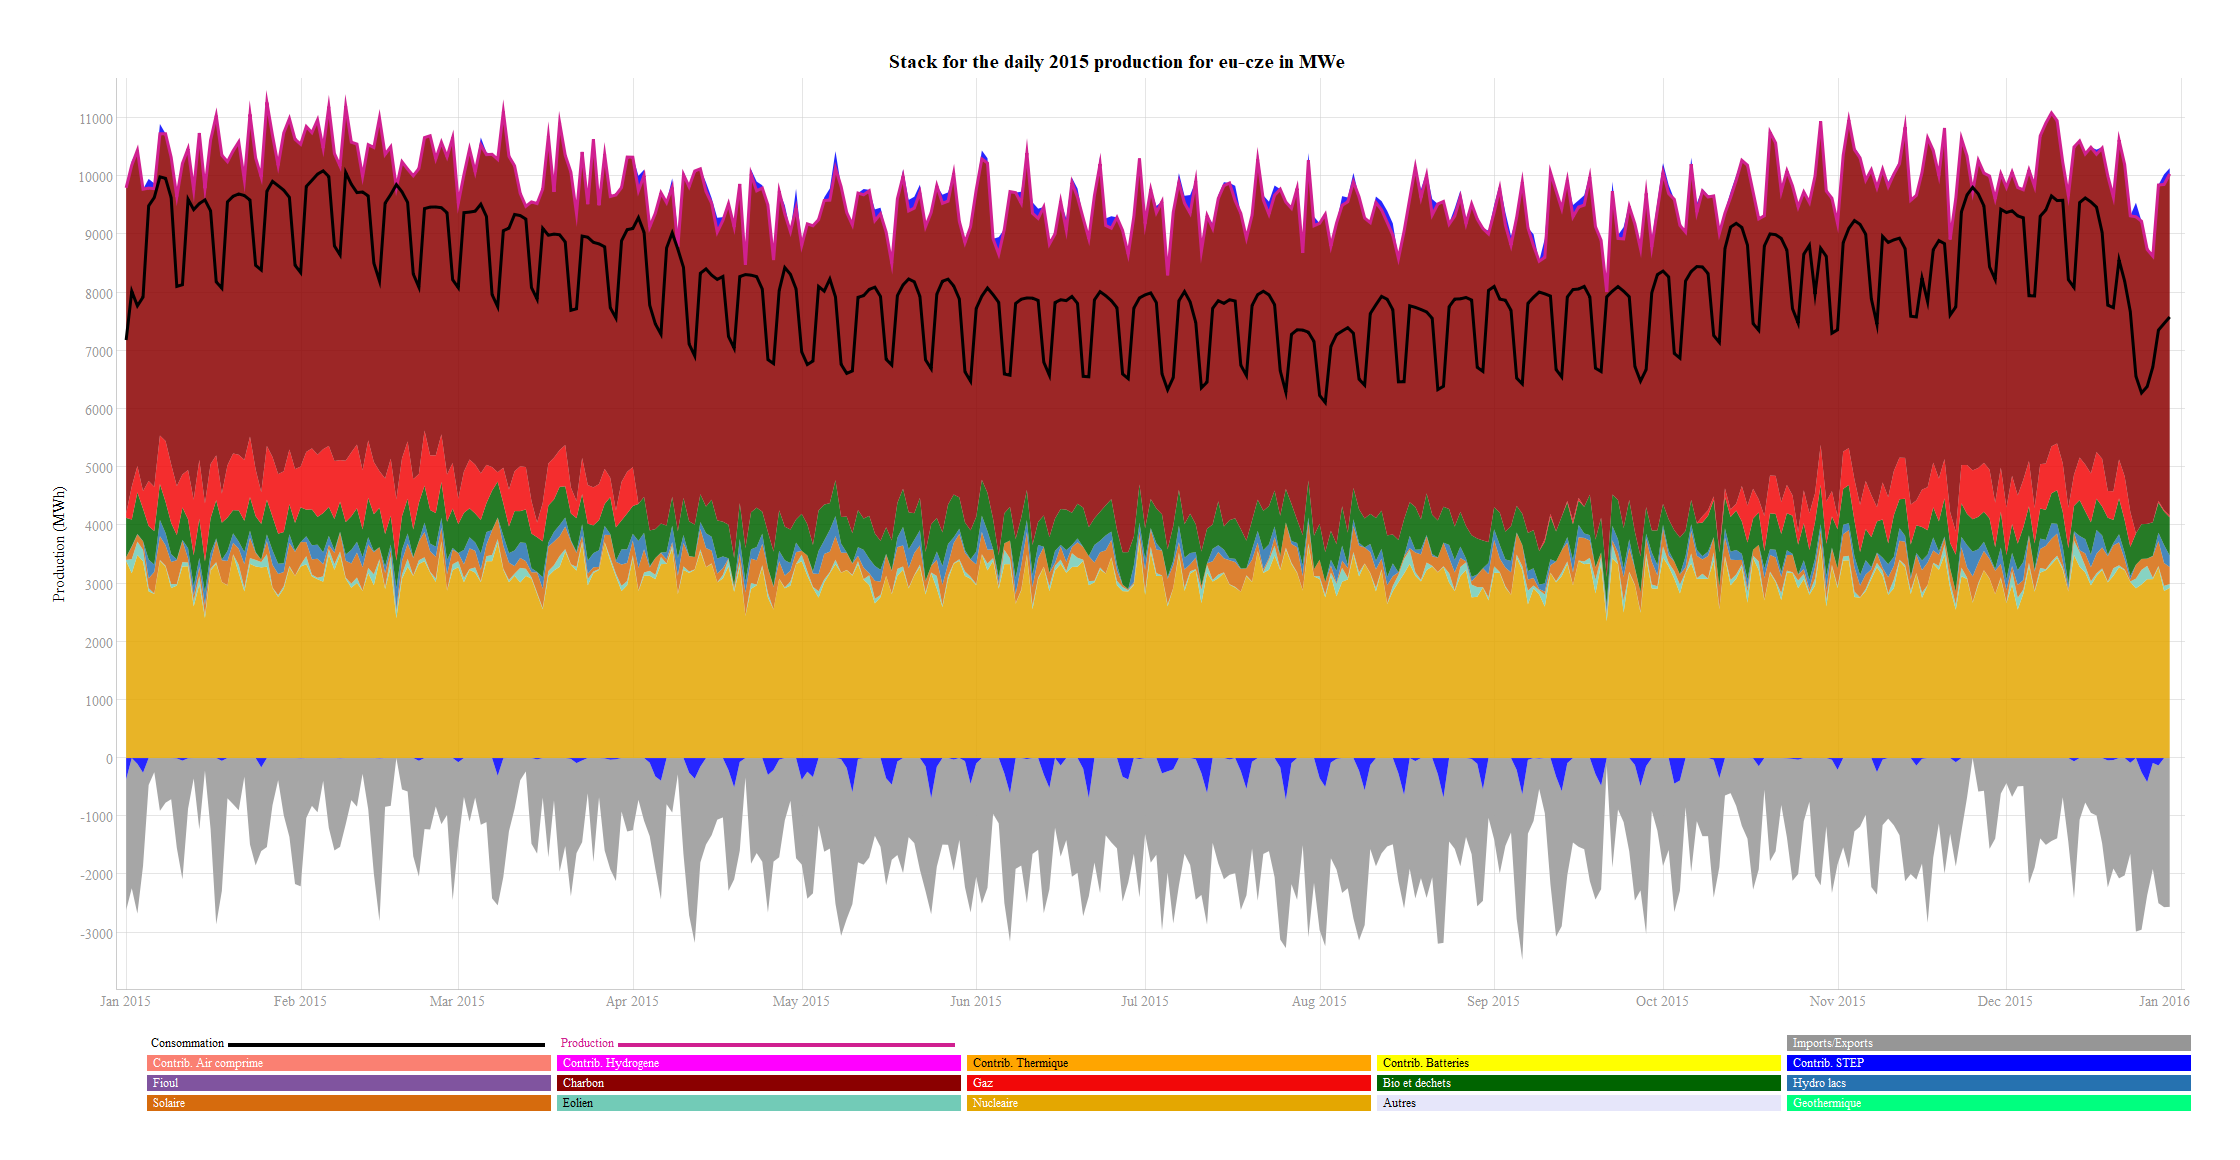 Stack for the daily 2015 production for eu-cze in MWe
Production (MWh)
11000
10000
9000
8000
7000
6000
5000
4000
3000
2000
1000
0
-1000
-2000
-3000
Jan 2015 Feb 2015 Mar 2015 Apr 2015 May 2015 Jun 2015 Jul 2015 Aug 2015 Sep 2015 Oct 2015 Nov 2015 Dec 2015 Jan 2016
Consommation Production Imports/Exports
Contrib. Air comprime Contrib. Hydrogene Contrib. Thermique Contrib. Batteries Contrib. STEP
Fioul Charbon Gaz Bio et dechets Hydro lacs
Solaire Eolien Nucleaire Autres Geothermique